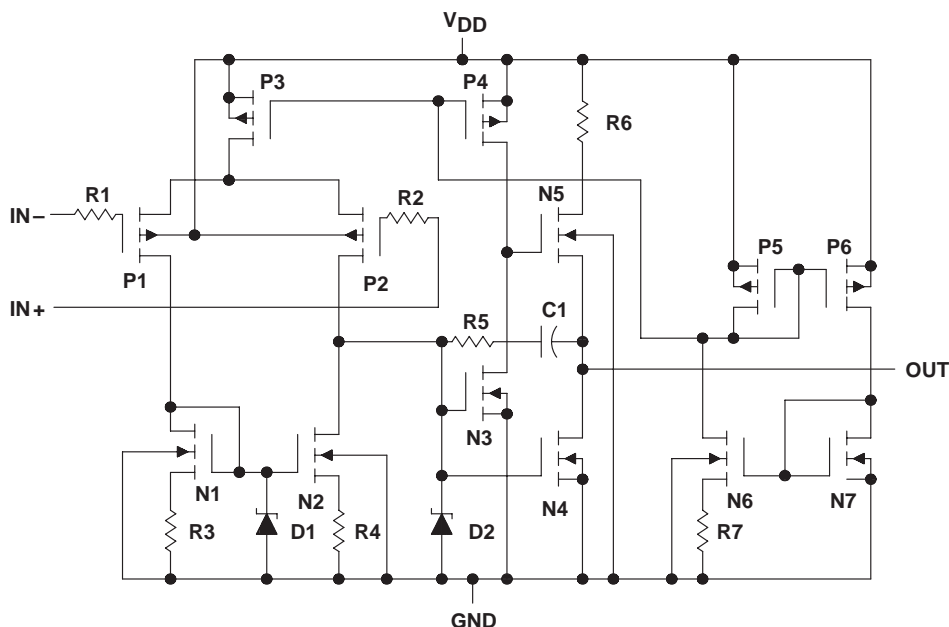 VDD
P3
P4
R6
R1
R2
N5
IN−
P5
P6
P1
P2
IN+
R5
C1
OUT
N3
N1
N2
N4
N6
N7
R3
D1
R4
D2
R7
GND